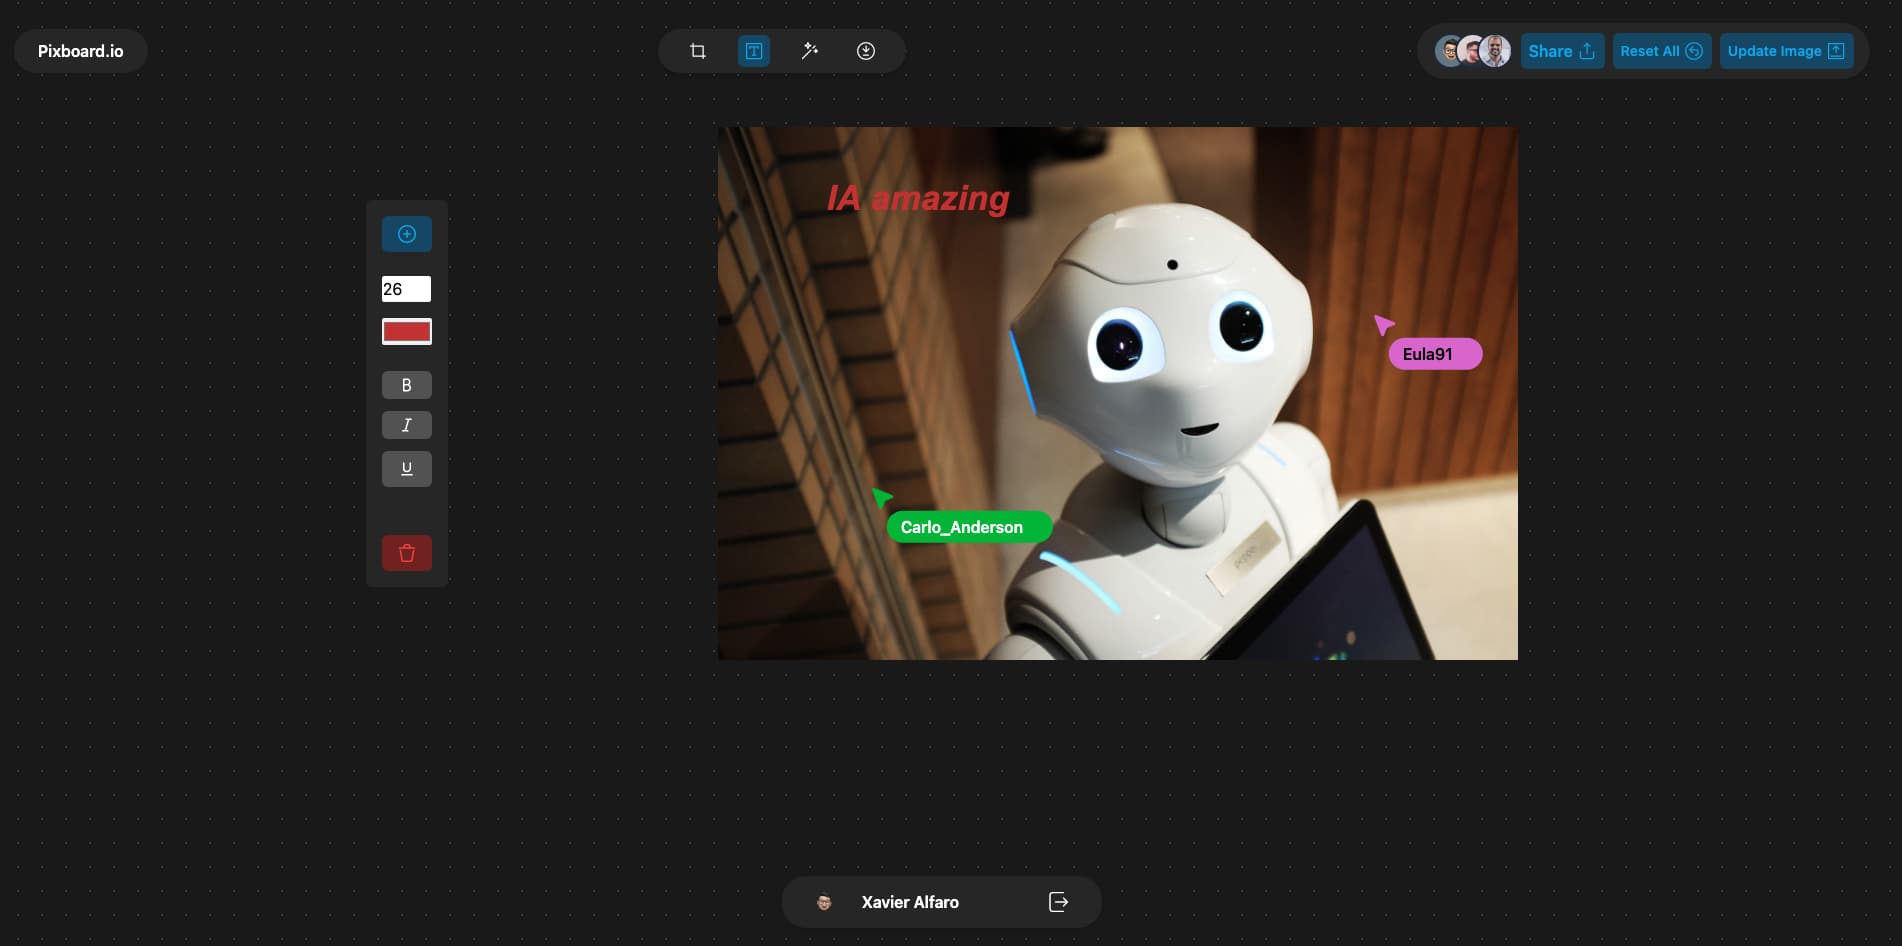 Pixboard.io
Share
Reset All
Update Image
IA amazing
26
B
I
U
Eula91
Carlo_Anderson
pepper
Xavier Alfaro